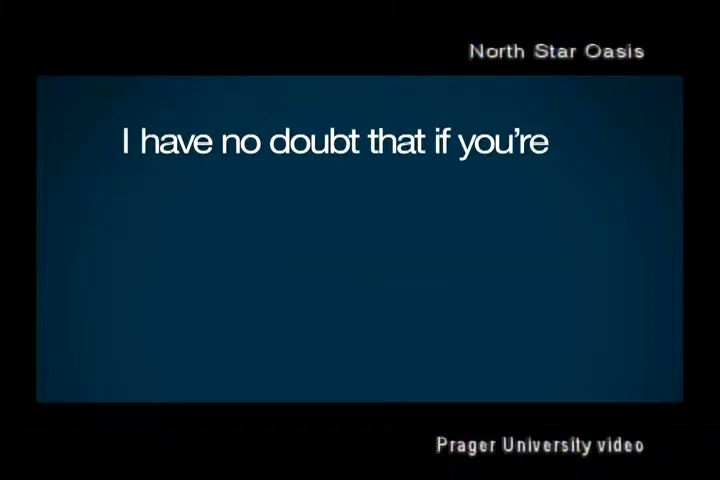 North Star Oasis
I have no doubt that if you’re
Prager University video